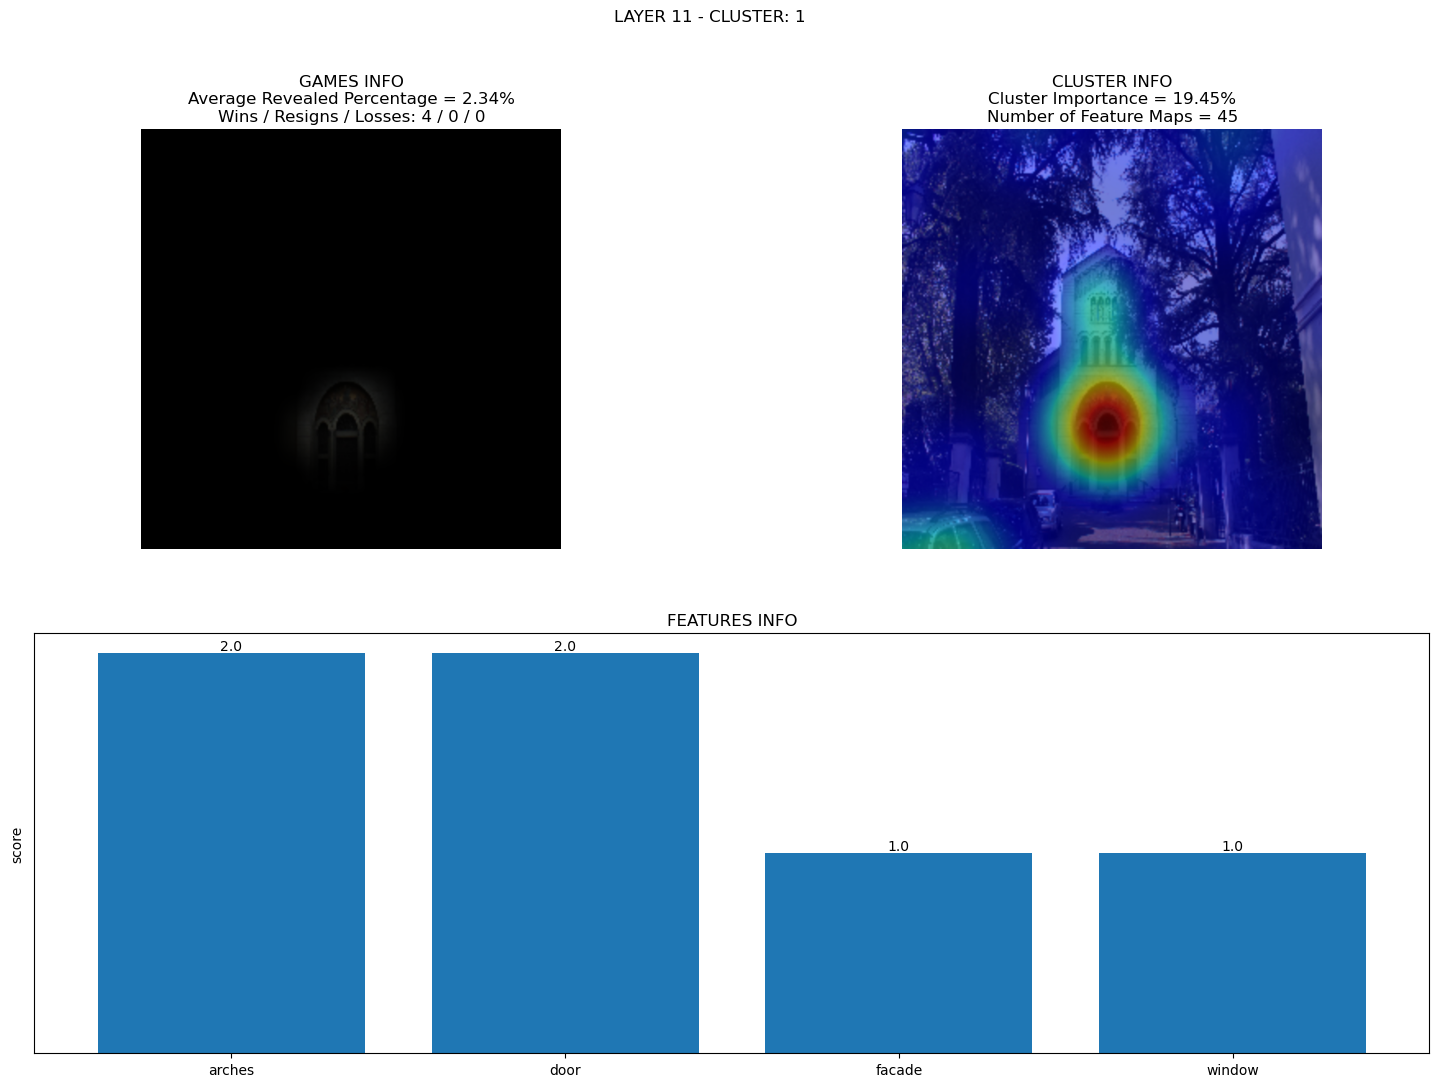 LAYER 11 - CLUSTER: 1
GAMES INFO
Average Revealed Percentage = 2.34%
Wins / Resigns / Losses: 4 / 0 / 0
CLUSTER INFO
Cluster Importance = 19.45%
Number of Feature Maps = 45
FEATURES INFO
score
2.0
2.0
1.0
1.0
arches
door
facade
window